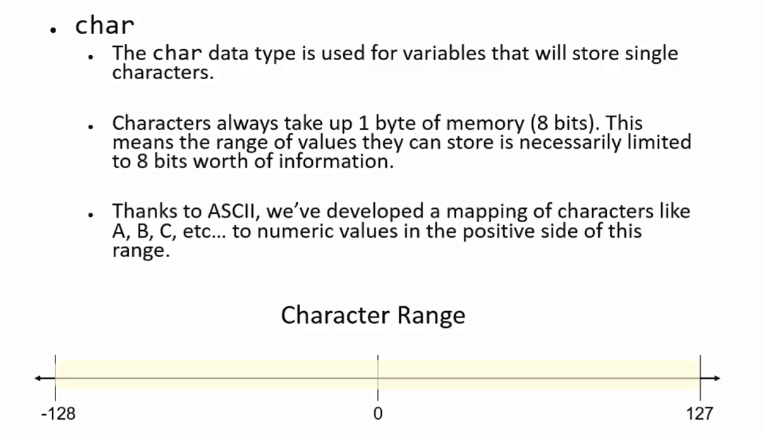 • char
• The char data type is used for variables that will store single
characters.
• Characters always take up 1 byte of memory (8 bits). This
means the range of values they can store is necessarily limited
to 8 bits worth of information.
• Thanks to ASCII, we’ve developed a mapping of characters like
A, B, C, etc... to numeric values in the positive side of this
range.
Character Range
-128 0 127